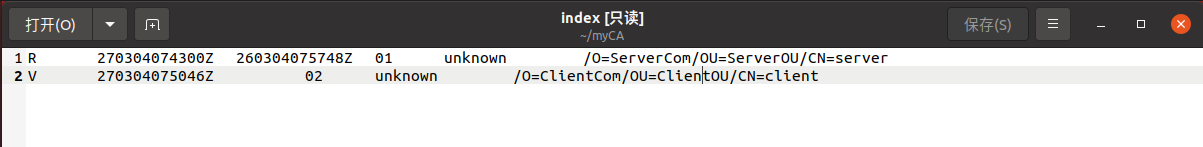 打开(O)
index [只读]
~/myCA
保存(S)
1 R 270304074300Z 260304075748Z 01 unknown /O=ServerCom/OU=ServerOU/CN=server
2 V 270304075046Z 02 unknown /O=ClientCom/OU=ClientOU/CN=client